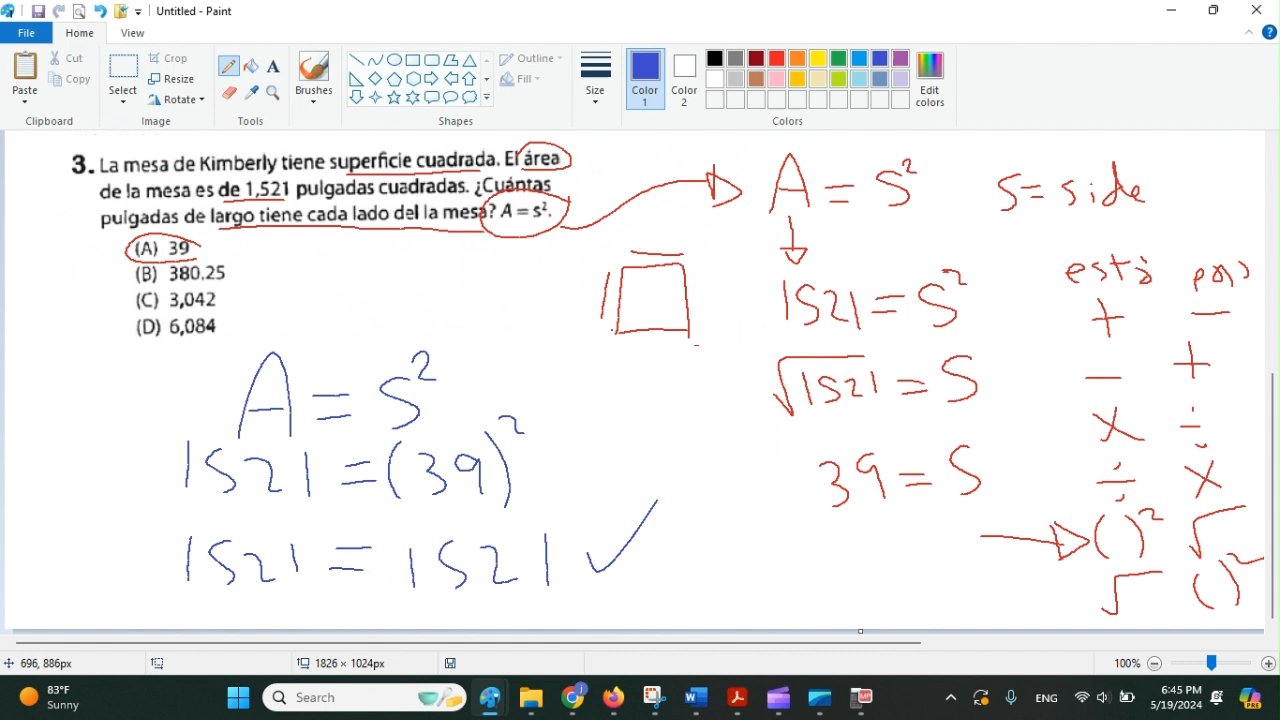 Untitled - Paint
File Home View
Paste Cut Copy Clipboard
Select Crop Resize Rotate Image
Tools
Brushes
Shapes Outline Fill
Size
Color 1 Color 2 Edit colors Colors
3. La mesa de Kimberly tiene superficie cuadrada. El área
de la mesa es de 1,521 pulgadas cuadradas. ¿Cuántas
pulgadas de largo tiene cada lado del la mesa? A = s².
(A) 39
(B) 380.25
(C) 3,042
(D) 6,084
A = S²
1521 = (39)²
1521 = 1521 ✓
A = S² S = side
1521 = S²
√1521 = S
39 = S
está
+ −
− +
× ÷
÷ ×
( )² √
√ ( )²
696, 886px 1826 × 1024px 100%
83°F
Sunny
Search
ENG
6:45 PM
5/19/2024